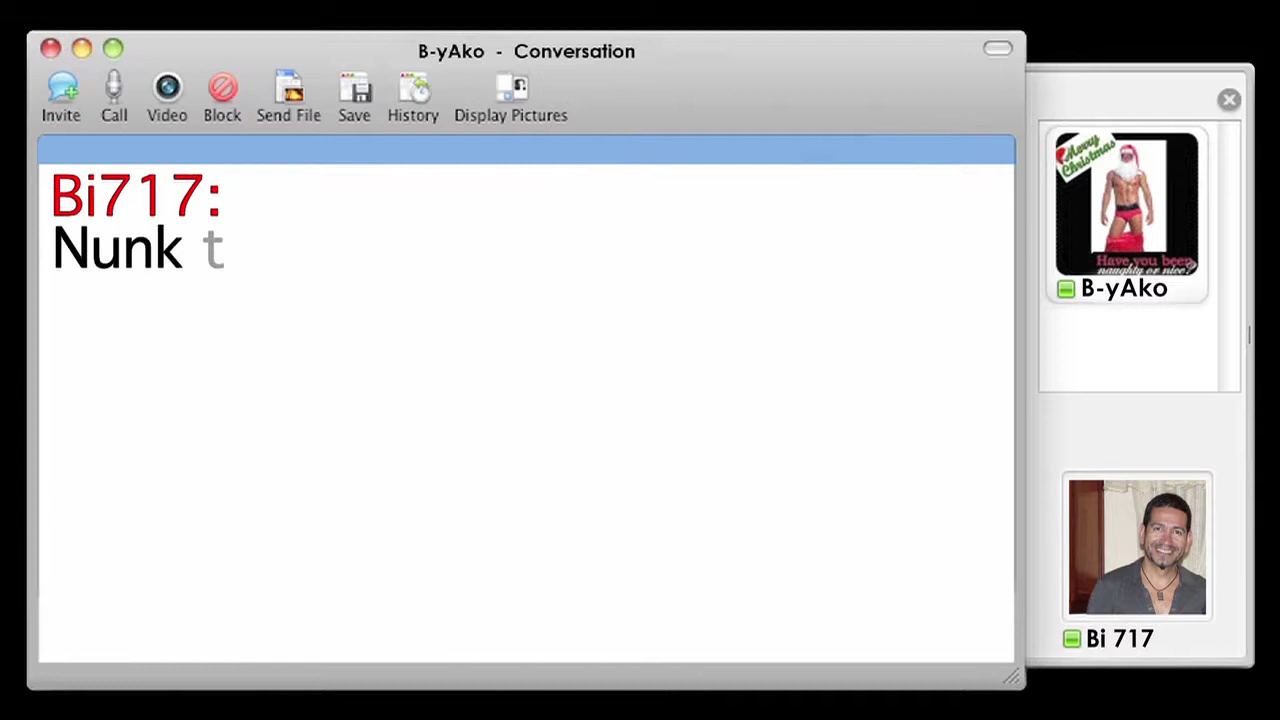 B-yAko - Conversation
Invite Call Video Block Send File Save History Display Pictures
Bi717:
Nunk t
Merry
Christmas
Have you been
naughty or nice?
B-yAko
Bi 717